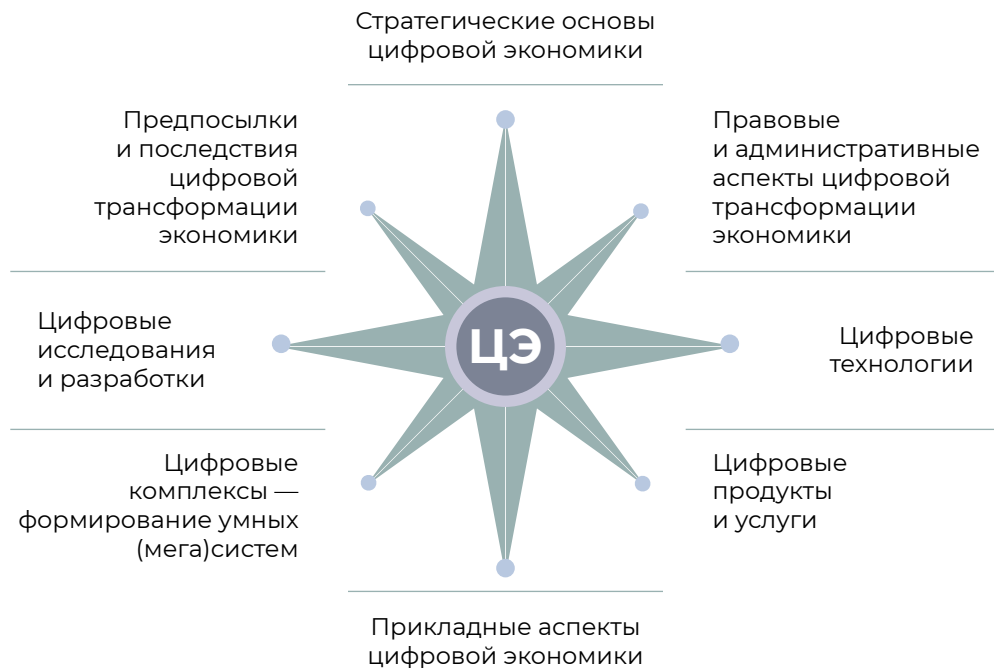 Стратегические основы
цифровой экономики
Предпосылки
и последствия
цифровой
трансформации
экономики
Правовые
и административные
аспекты цифровой
трансформации
экономики
Цифровые
исследования
и разработки
ЦЭ
Цифровые
технологии
Цифровые
комплексы —
формирование умных
(мега)систем
Цифровые
продукты
и услуги
Прикладные аспекты
цифровой экономики